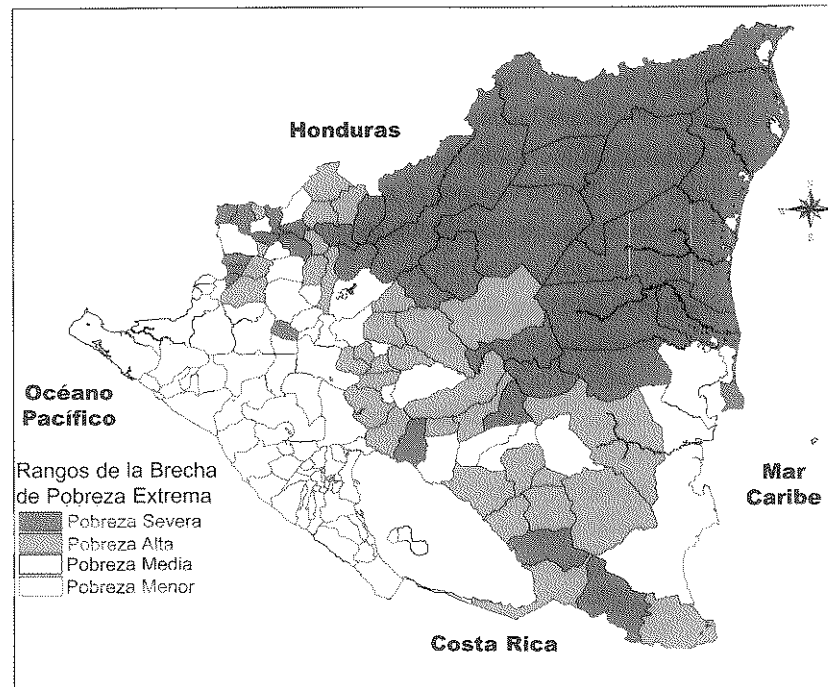 Honduras
Océano
Pacífico
Mar
Caribe
Costa Rica
Rangos de la Brecha
de Pobreza Extrema
Pobreza Severa
Pobreza Alta
Pobreza Media
Pobreza Menor